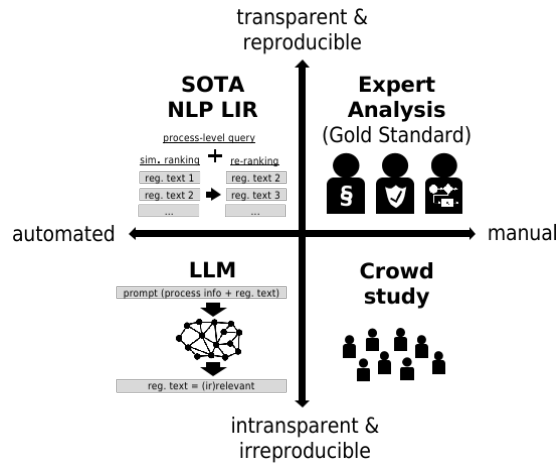 transparent &
reproducible
SOTA
NLP LIR
process-level query
sim. ranking + re-ranking
reg. text 1 reg. text 2
reg. text 2 reg. text 3
... ...
Expert
Analysis
(Gold Standard)
§
automated
manual
LLM
prompt (process info + reg. text)
reg. text = (ir)relevant
Crowd
study
intransparent &
irreproducible